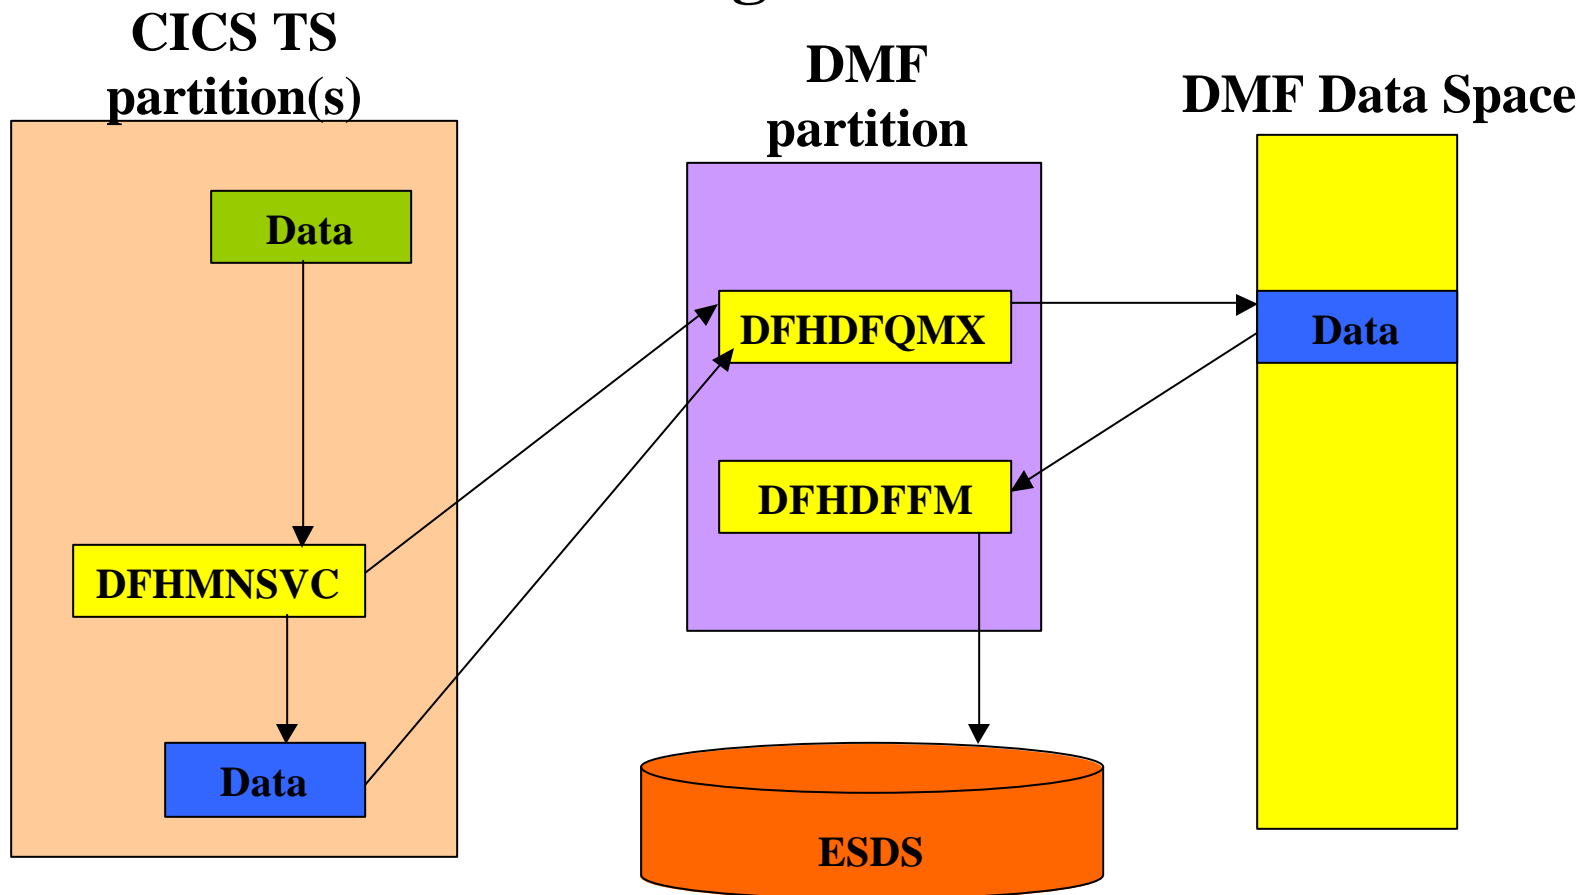 CICS TS
partition(s)
DMF
partition
DMF Data Space
Data
DFHDFQMX
Data
DFHDFFM
DFHMNSVC
Data
ESDS